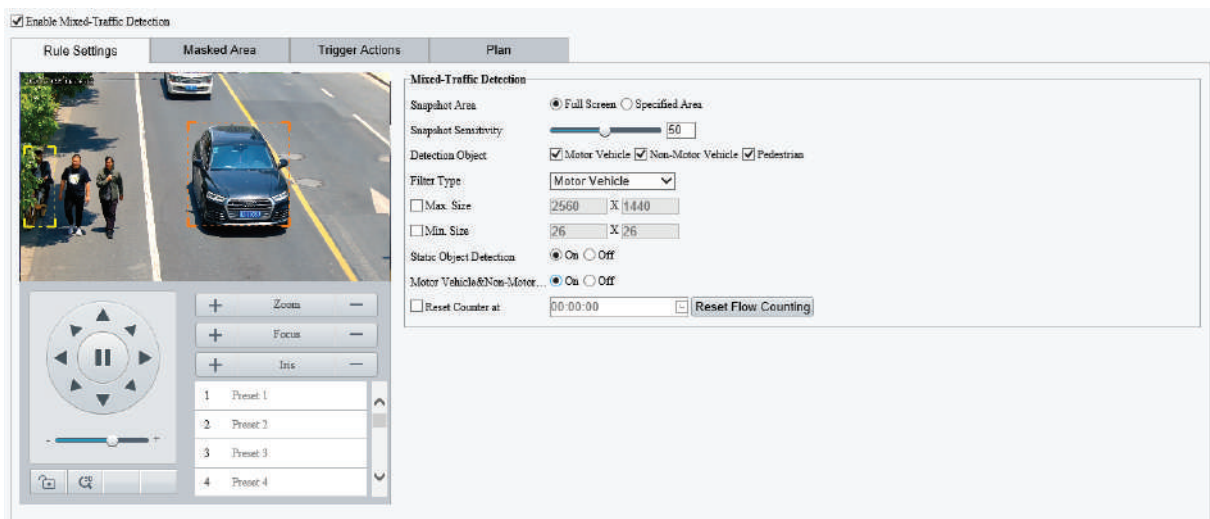 Enable Mixed-Traffic Detection
Rule Settings Masked Area Trigger Actions Plan
Mixed-Traffic Detection
Snapshot Area Full Screen Specified Area
Snapshot Sensitivity 50
Detection Object Motor Vehicle Non-Motor Vehicle Pedestrian
Filter Type Motor Vehicle
Max. Size 2560 X 1440
Min. Size 26 X 26
Static Object Detection On Off
Motor Vehicle&Non-Motor... On Off
Reset Counter at 00:00:00 Reset Flow Counting
+ Zoom —
+ Focus —
+ Iris —
1 Preset 1
2 Preset 2
3 Preset 3
4 Preset 4
- +